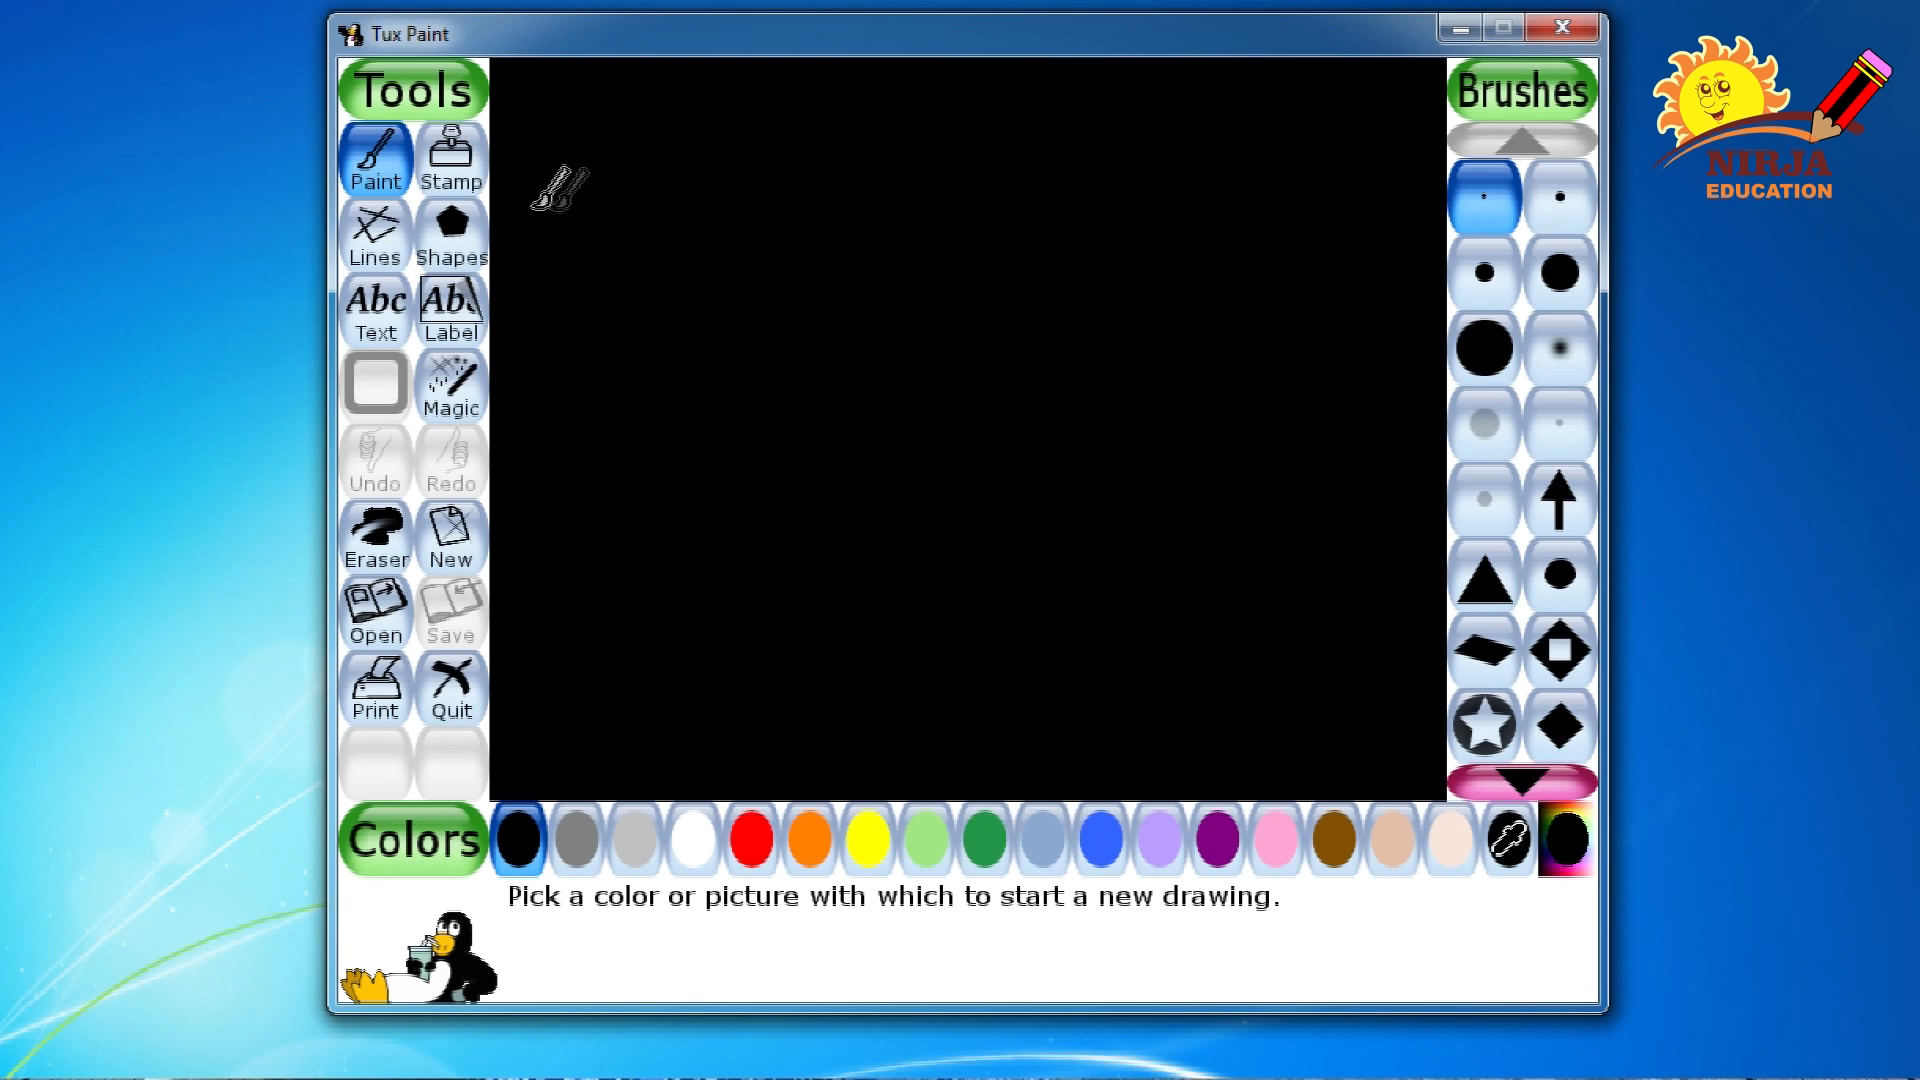 Tux Paint
Tools
Brushes
Paint
Stamp
Lines
Shapes
Abc
Abc
Text
Label
Magic
Undo
Redo
Eraser
New
Open
Save
Print
Quit
Colors
Pick a color or picture with which to start a new drawing.
NIRJA
EDUCATION